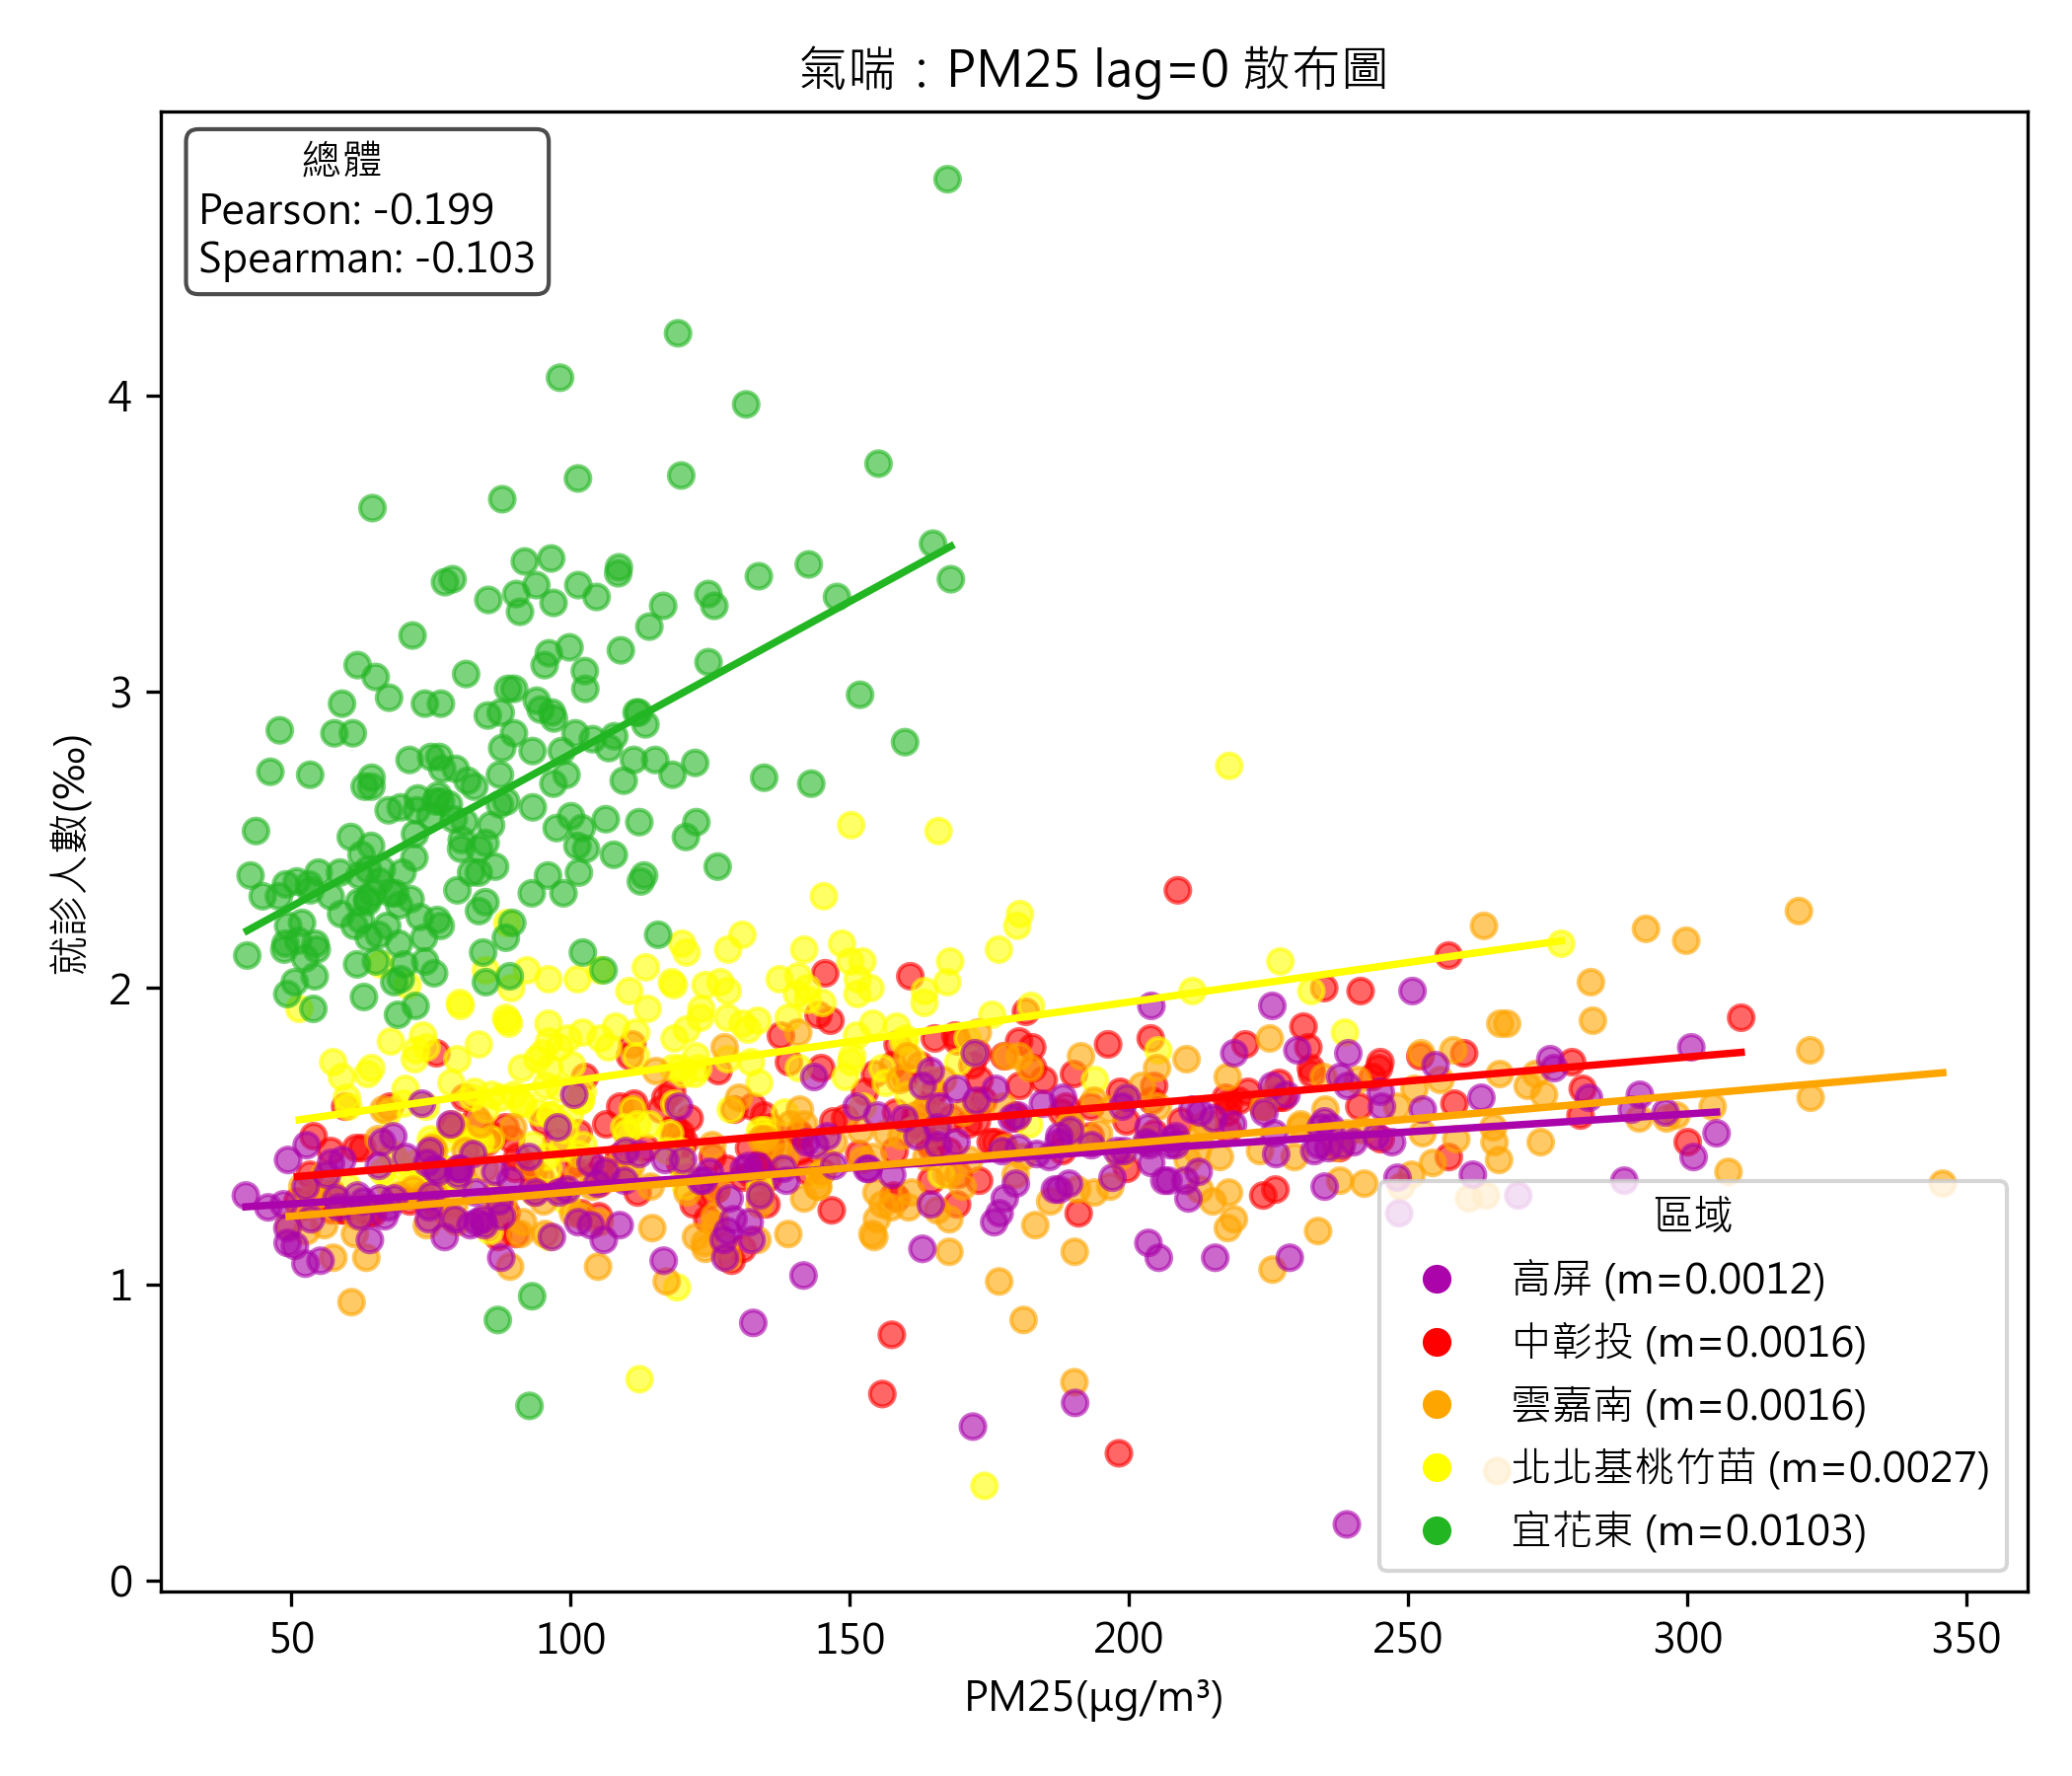 氣喘：PM25 lag=0 散布圖
總體
Pearson: -0.199
Spearman: -0.103
就診人數(‰)
4
3
2
1
0
50 100 150 200 250 300 350
PM25(μg/m³)
區域
高屏 (m=0.0012)
中彰投 (m=0.0016)
雲嘉南 (m=0.0016)
北北基桃竹苗 (m=0.0027)
宜花東 (m=0.0103)